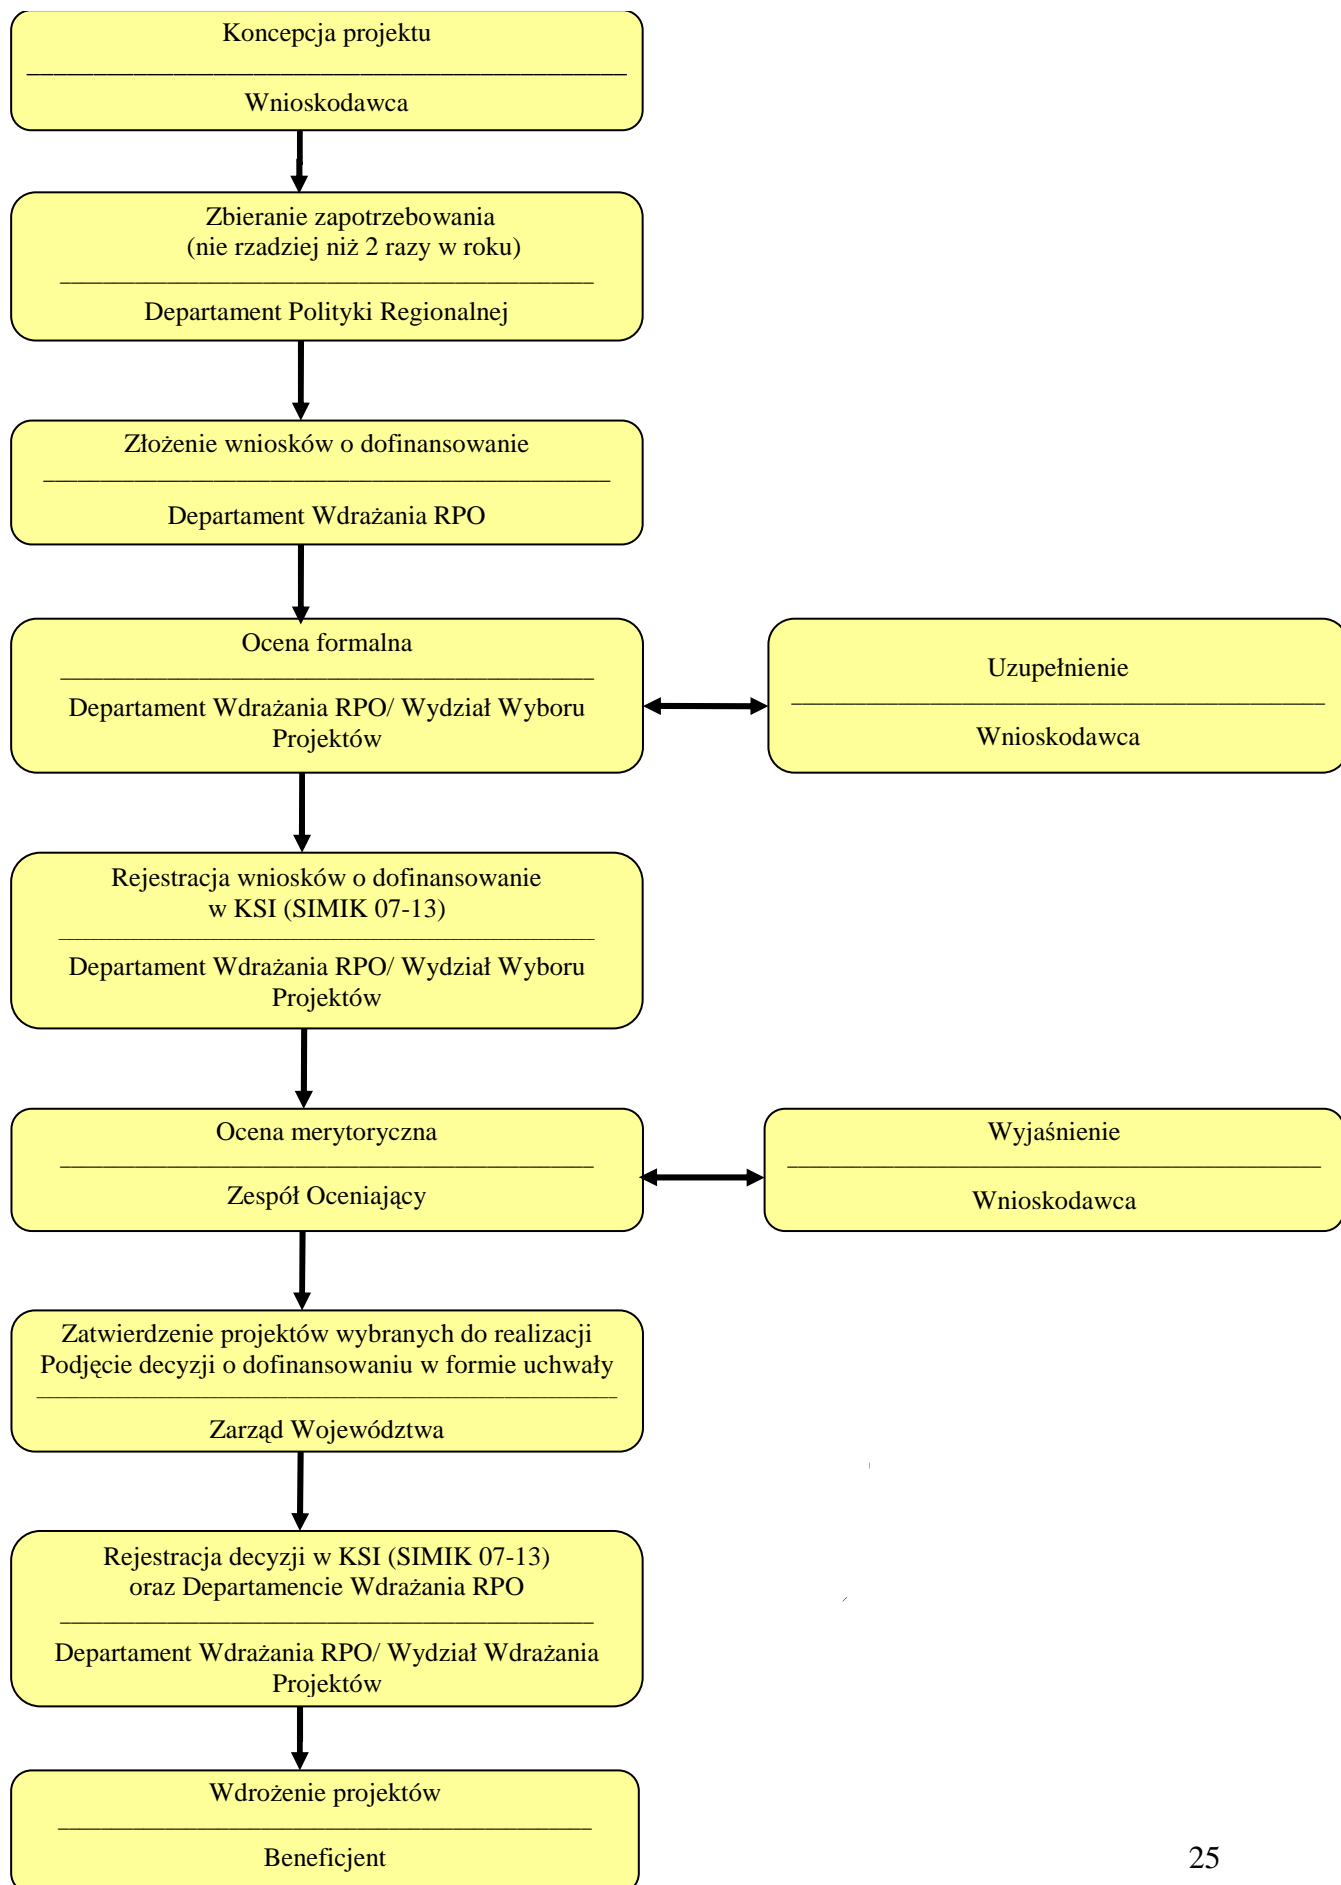 Koncepcja projektu
Wnioskodawca
Zbieranie zapotrzebowania
(nie rzadziej niż 2 razy w roku)
Departament Polityki Regionalnej
Złożenie wniosków o dofinansowanie
Departament Wdrażania RPO
Ocena formalna
Departament Wdrażania RPO/ Wydział Wyboru
Projektów
Uzupełnienie
Wnioskodawca
Rejestracja wniosków o dofinansowanie
w KSI (SIMIK 07-13)
Departament Wdrażania RPO/ Wydział Wyboru
Projektów
Ocena merytoryczna
Zespół Oceniający
Wyjaśnienie
Wnioskodawca
Zatwierdzenie projektów wybranych do realizacji
Podjęcie decyzji o dofinansowaniu w formie uchwały
Zarząd Województwa
Rejestracja decyzji w KSI (SIMIK 07-13)
oraz Departamencie Wdrażania RPO
Departament Wdrażania RPO/ Wydział Wdrażania
Projektów
Wdrożenie projektów
Beneficjent
25